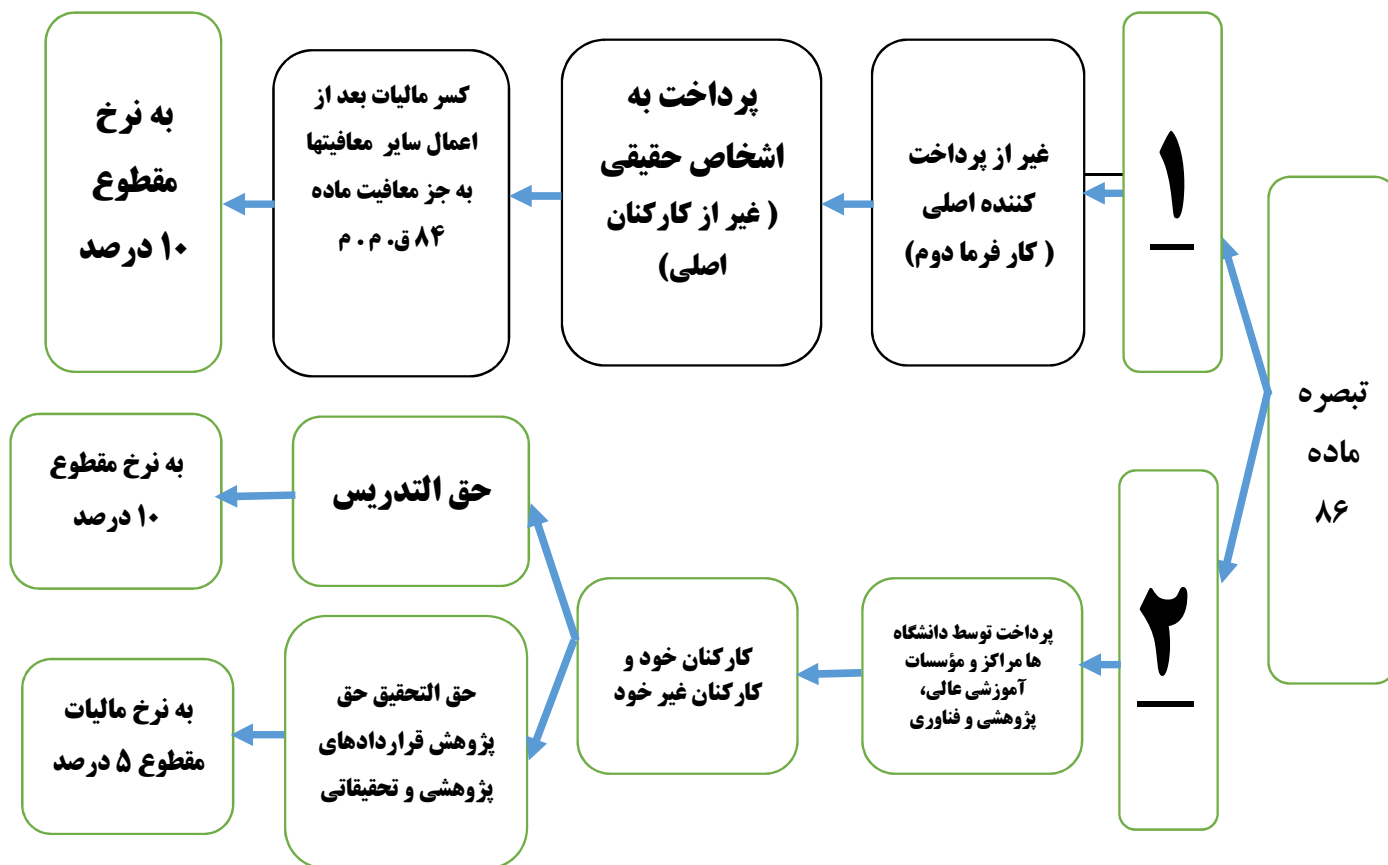 تبصره
ماده
۸۶
۱
غیر از پرداخت
کننده اصلی
( کار فرما دوم)
پرداخت به
اشخاص حقیقی
( غیر از کارکنان
اصلی)
کسر مالیات بعد از
اعمال سایر معافیتها
به جز معافیت ماده
۸۴ ق. م . م
به نرخ
مقطوع
۱۰ درصد
۲
پرداخت توسط دانشگاه
ها مراکز و مؤسسات
آموزشی عالی،
پژوهشی و فناوری
کارکنان خود و
کارکنان غیر خود
حق التدریس
به نرخ مقطوع
۱۰ درصد
حق التحقیق حق
پژوهش قراردادهای
پژوهشی و تحقیقاتی
به نرخ مالیات
مقطوع ۵ درصد